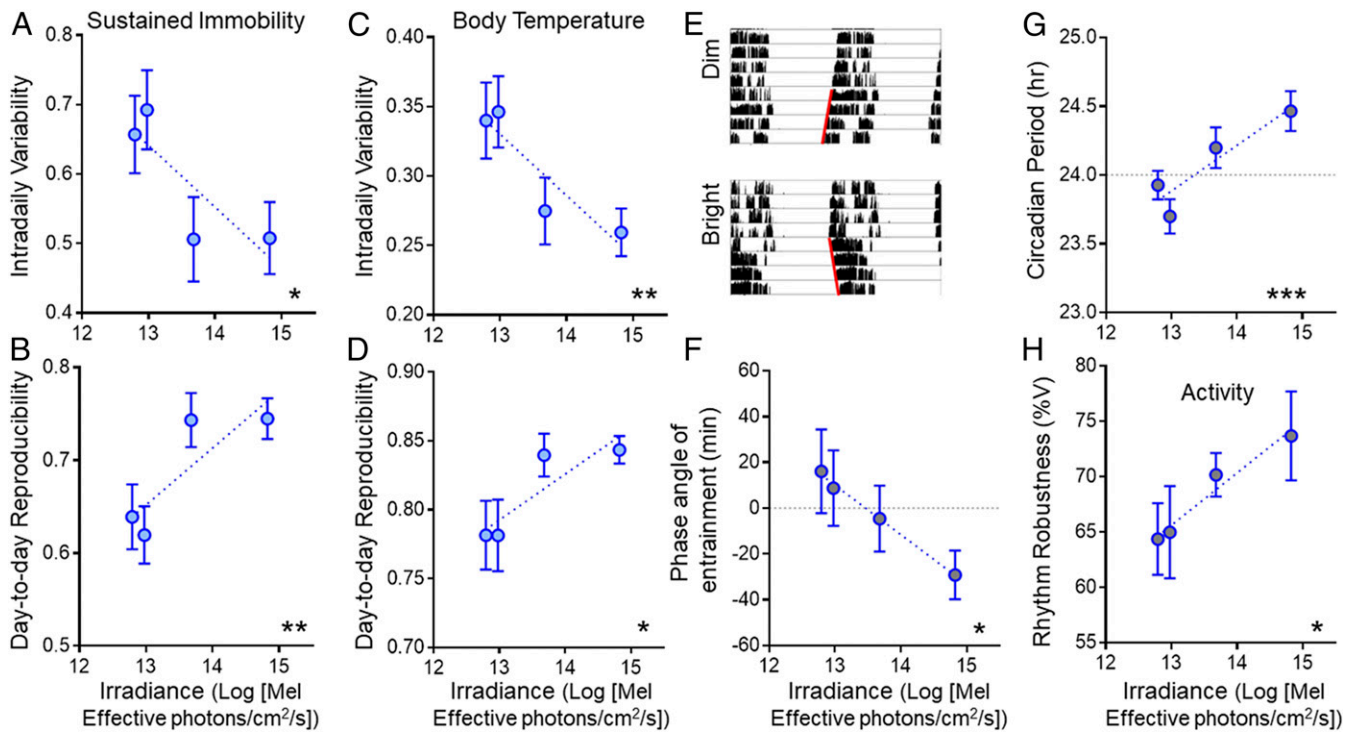 A
Sustained Immobility
Intradaily Variability
0.8
0.7
0.6
0.5
0.4
12
13
14
15
*
B
Day-to-day Reproducibility
0.8
0.7
0.6
0.5
12
13
14
15
**
Irradiance (Log [Mel
Effective photons/cm²/s])
C
Body Temperature
Intradaily Variability
0.40
0.35
0.30
0.25
0.20
12
13
14
15
**
D
Day-to-day Reproducibility
0.90
0.85
0.80
0.75
0.70
12
13
14
15
*
Irradiance (Log [Mel
Effective photons/cm²/s])
E
Dim
Bright
F
Phase angle of
entrainment (min)
60
40
20
0
-20
-40
-60
12
13
14
15
*
Irradiance (Log [Mel
Effective photons/cm²/s])
G
Circadian Period (hr)
25.0
24.5
24.0
23.5
23.0
12
13
14
15
***
H
Activity
Rhythm Robustness (%V)
80
75
70
65
60
55
12
13
14
15
*
Irradiance (Log [Mel
Effective photons/cm²/s])